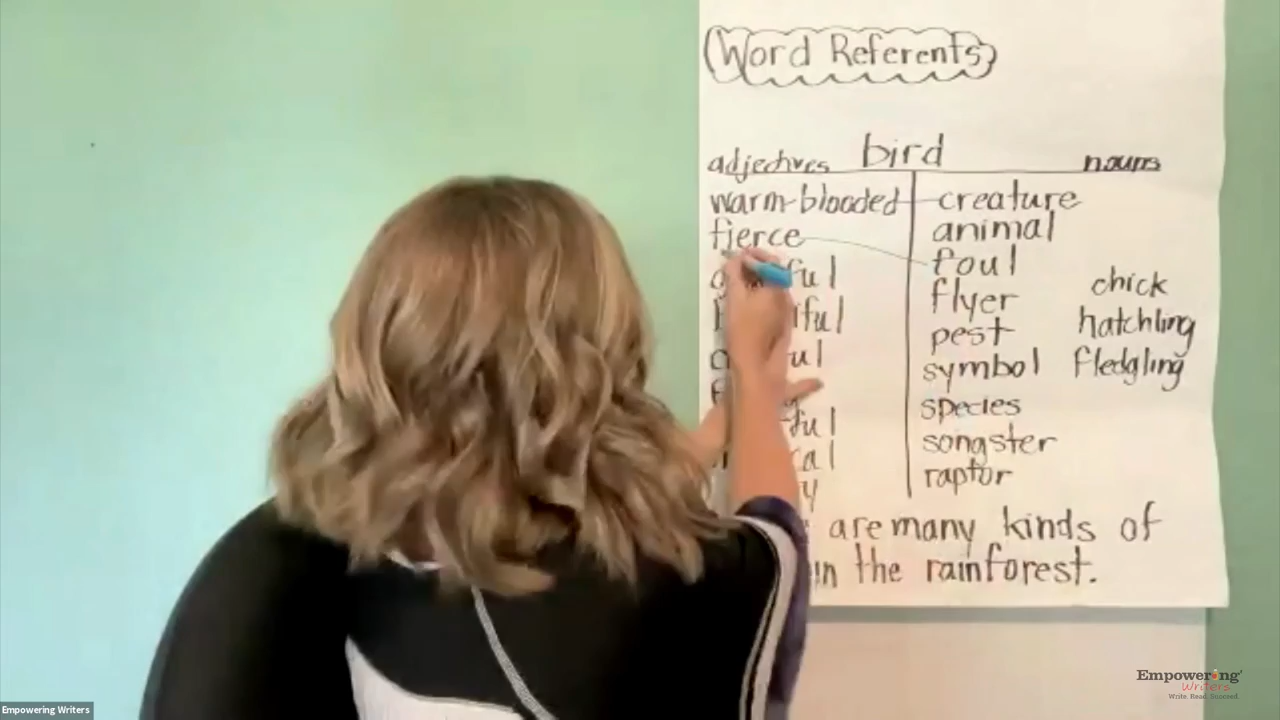 Word Referents
bird
adjectives nouns
warm-blooded creature
fierce animal
foul
flyer chick
pest hatchling
symbol fledgling
species
songster
raptor
are many kinds of
in the rainforest.
Empowering
Writers
Write. Read. Succeed.
Empowering Writers